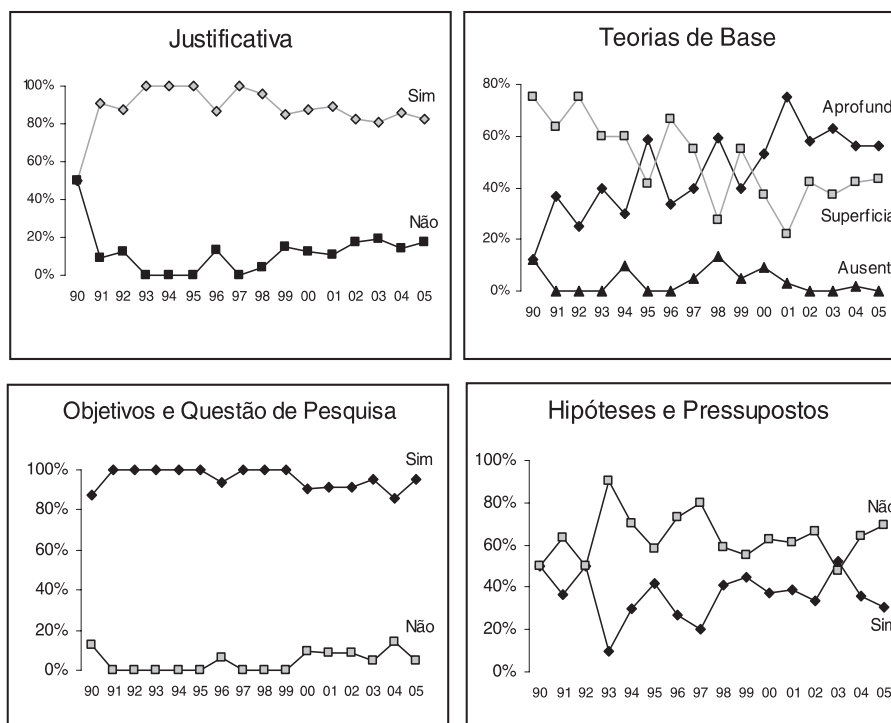 Justificativa
100%
80%
60%
40%
20%
0%
Sim
Não
90 91 92 93 94 95 96 97 98 99 00 01 02 03 04 05
Teorias de Base
80%
60%
40%
20%
0%
Aprofund
Superficia
Ausent
90 91 92 93 94 95 96 97 98 99 00 01 02 03 04 05
Objetivos e Questão de Pesquisa
100%
80%
60%
40%
20%
0%
Sim
Não
90 91 92 93 94 95 96 97 98 99 00 01 02 03 04 05
Hipóteses e Pressupostos
100%
80%
60%
40%
20%
0%
Não
Sim
90 91 92 93 94 95 96 97 98 99 00 01 02 03 04 05